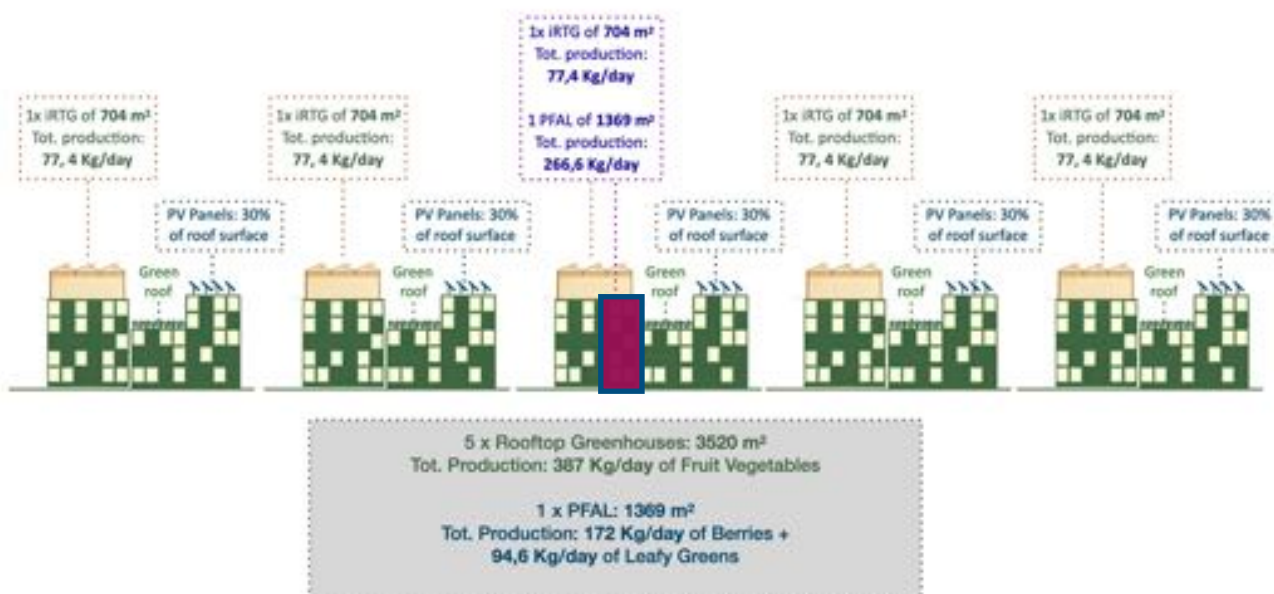 1x iRTG of 704 m²
Tot. production:
77,4 Kg/day
1 PFAL of 1369 m²
Tot. production:
266,6 Kg/day
1x iRTG of 704 m²
Tot. production:
77, 4 Kg/day
1x iRTG of 704 m²
Tot. production:
77, 4 Kg/day
1x iRTG of 704 m²
Tot. production:
77, 4 Kg/day
1x iRTG of 704 m²
Tot. production:
77, 4 Kg/day
PV Panels: 30%
of roof surface
PV Panels: 30%
of roof surface
PV Panels: 30%
of roof surface
PV Panels: 30%
of roof surface
PV Panels: 30%
of roof surface
Green
roof
Green
roof
Green
roof
Green
roof
Green
roof
5 x Rooftop Greenhouses: 3520 m²
Tot. Production: 387 Kg/day of Fruit Vegetables
1 x PFAL: 1369 m²
Tot. Production: 172 Kg/day of Berries +
94,6 Kg/day of Leafy Greens